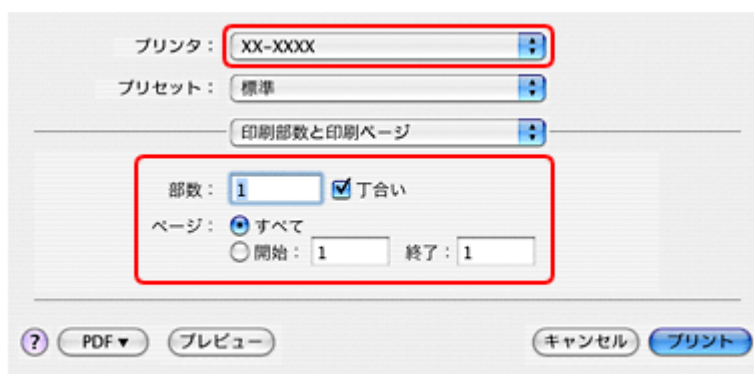 プリンタ： XX-XXXX
プリセット： 標準
印刷部数と印刷ページ
部数： 1 丁合い
ページ： すべて
開始： 1 終了： 1
? PDF▼ プレビュー キャンセル プリント